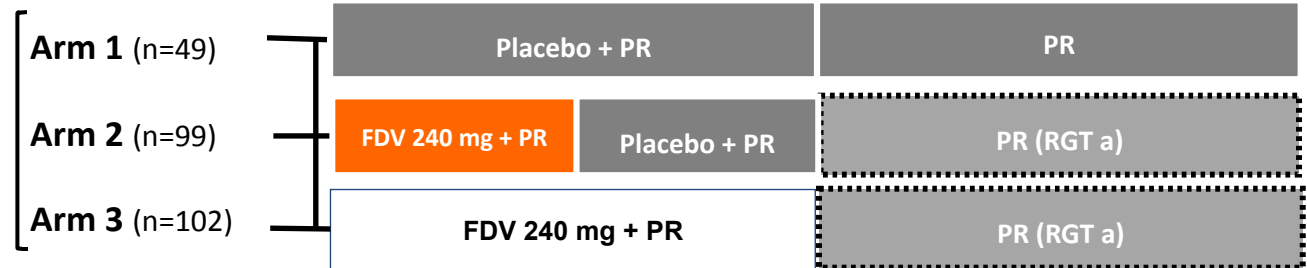 Arm 1 (n=49)
Placebo + PR
PR
Arm 2 (n=99)
FDV 240 mg + PR
Placebo + PR
PR (RGT a)
Arm 3 (n=102)
FDV 240 mg + PR
PR (RGT a)